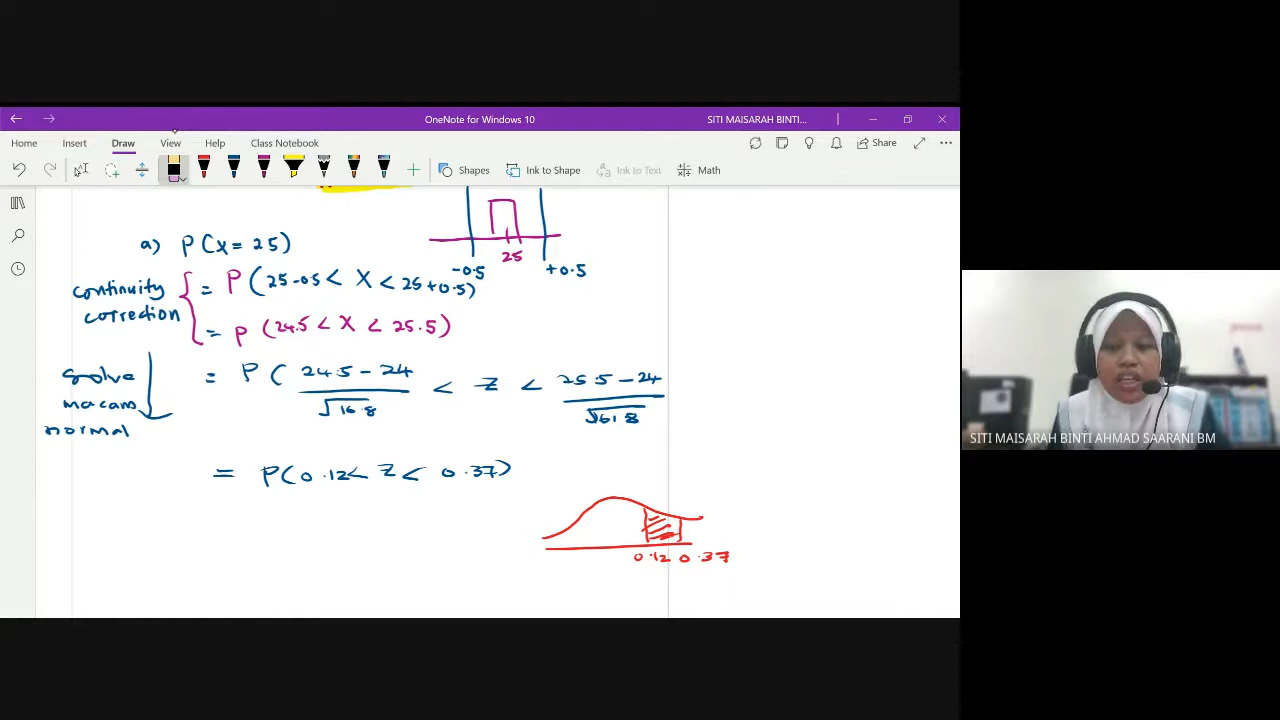 OneNote for Windows 10
SITI MAISARAH BINTI...
Home Insert Draw View Help Class Notebook
Share
Shapes Ink to Shape Ink to Text Math
25
-0.5 +0.5
a) P(X = 25)
continuity correction
= P(25-0.5 < X < 25+0.5)
= P(24.5 < X < 25.5)
solve macam normal
= P( 24.5 - 24 / √16.8 < Z < 25.5 - 24 / √61.8
= P(0.12 < Z < 0.37)
0.12 0.37
SITI MAISARAH BINTI AHMAD SAARANI BM